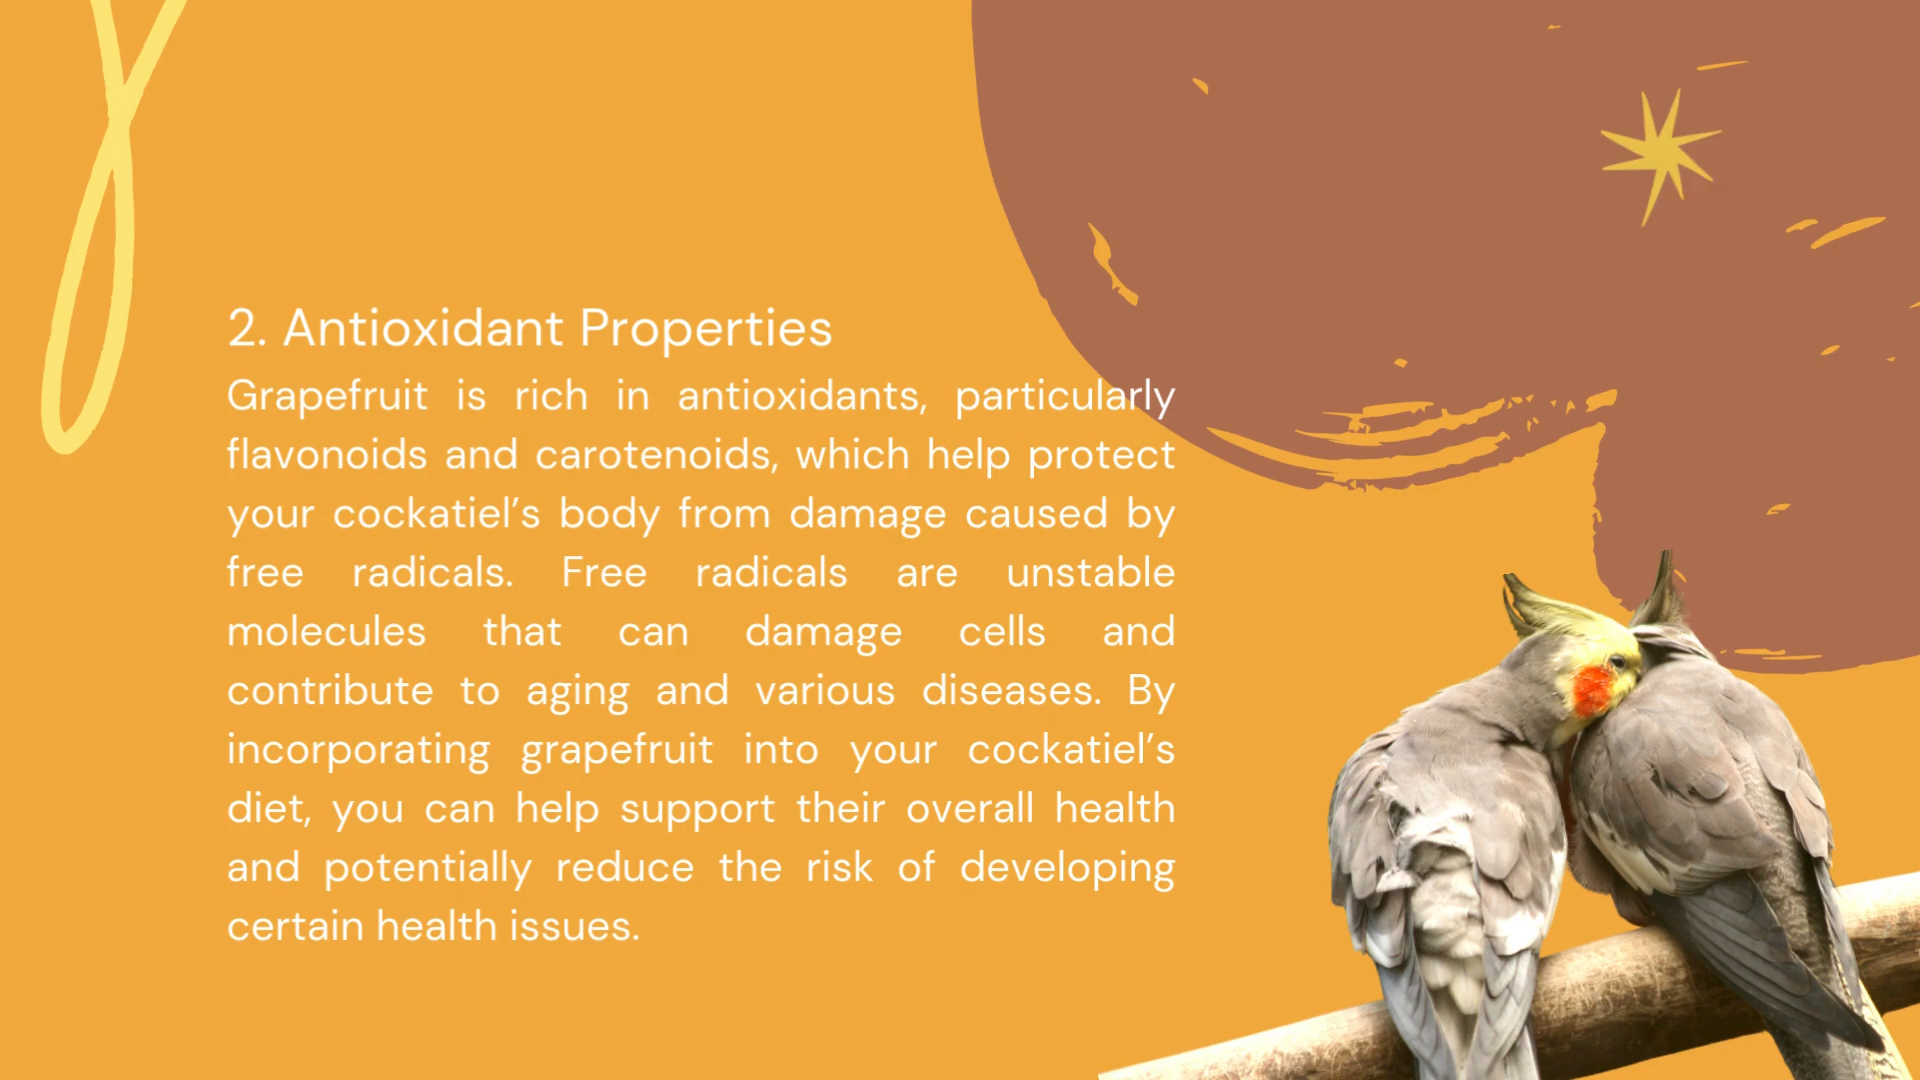 2. Antioxidant Properties
Grapefruit is rich in antioxidants, particularly
flavonoids and carotenoids, which help protect
your cockatiel’s body from damage caused by
free radicals. Free radicals are unstable
molecules that can damage cells and
contribute to aging and various diseases. By
incorporating grapefruit into your cockatiel’s
diet, you can help support their overall health
and potentially reduce the risk of developing
certain health issues.